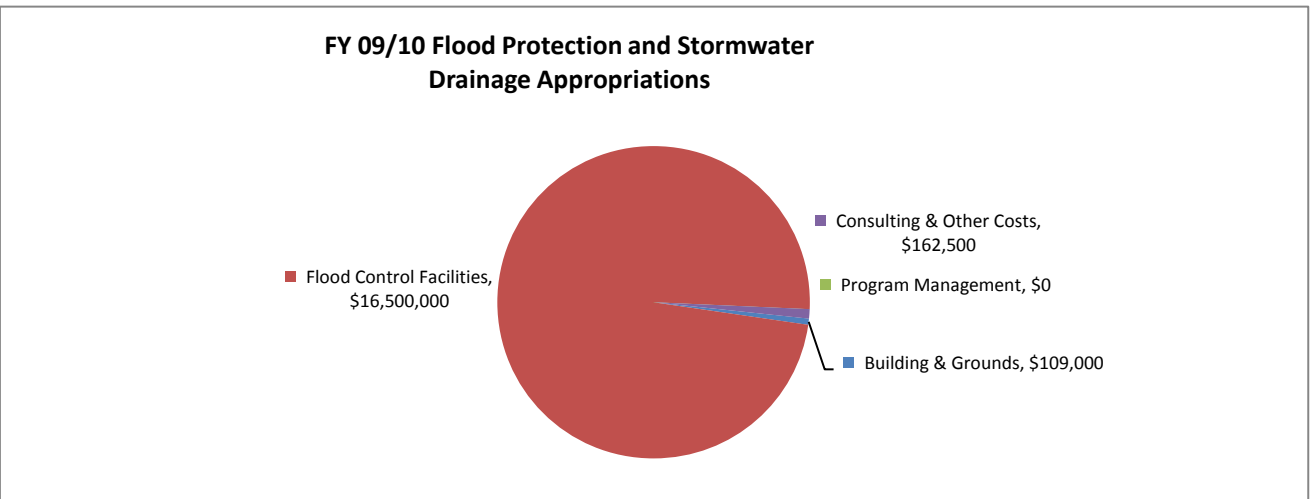 FY 09/10 Flood Protection and Stormwater
Drainage Appropriations
Consulting & Other Costs,
$162,500
Flood Control Facilities,
$16,500,000
Program Management, $0
Building & Grounds, $109,000